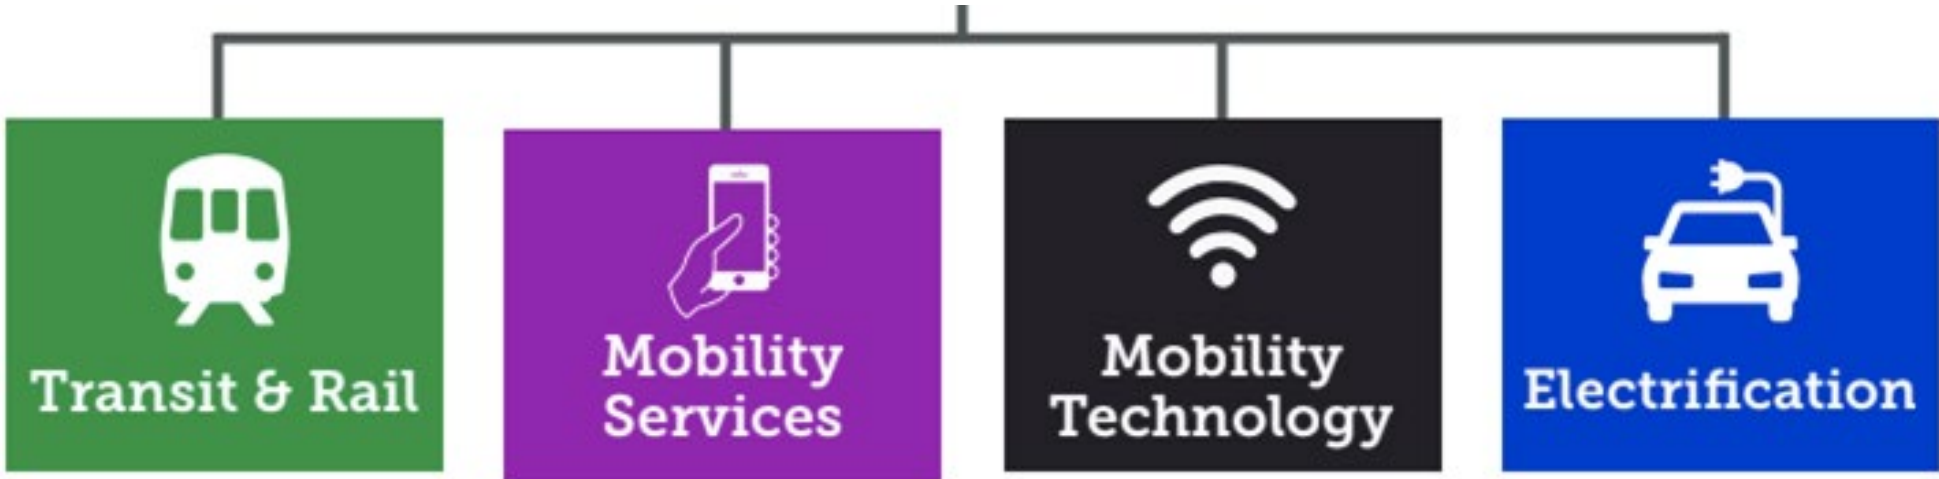 Transit & Rail
Mobility
Services
Mobility
Technology
Electrification